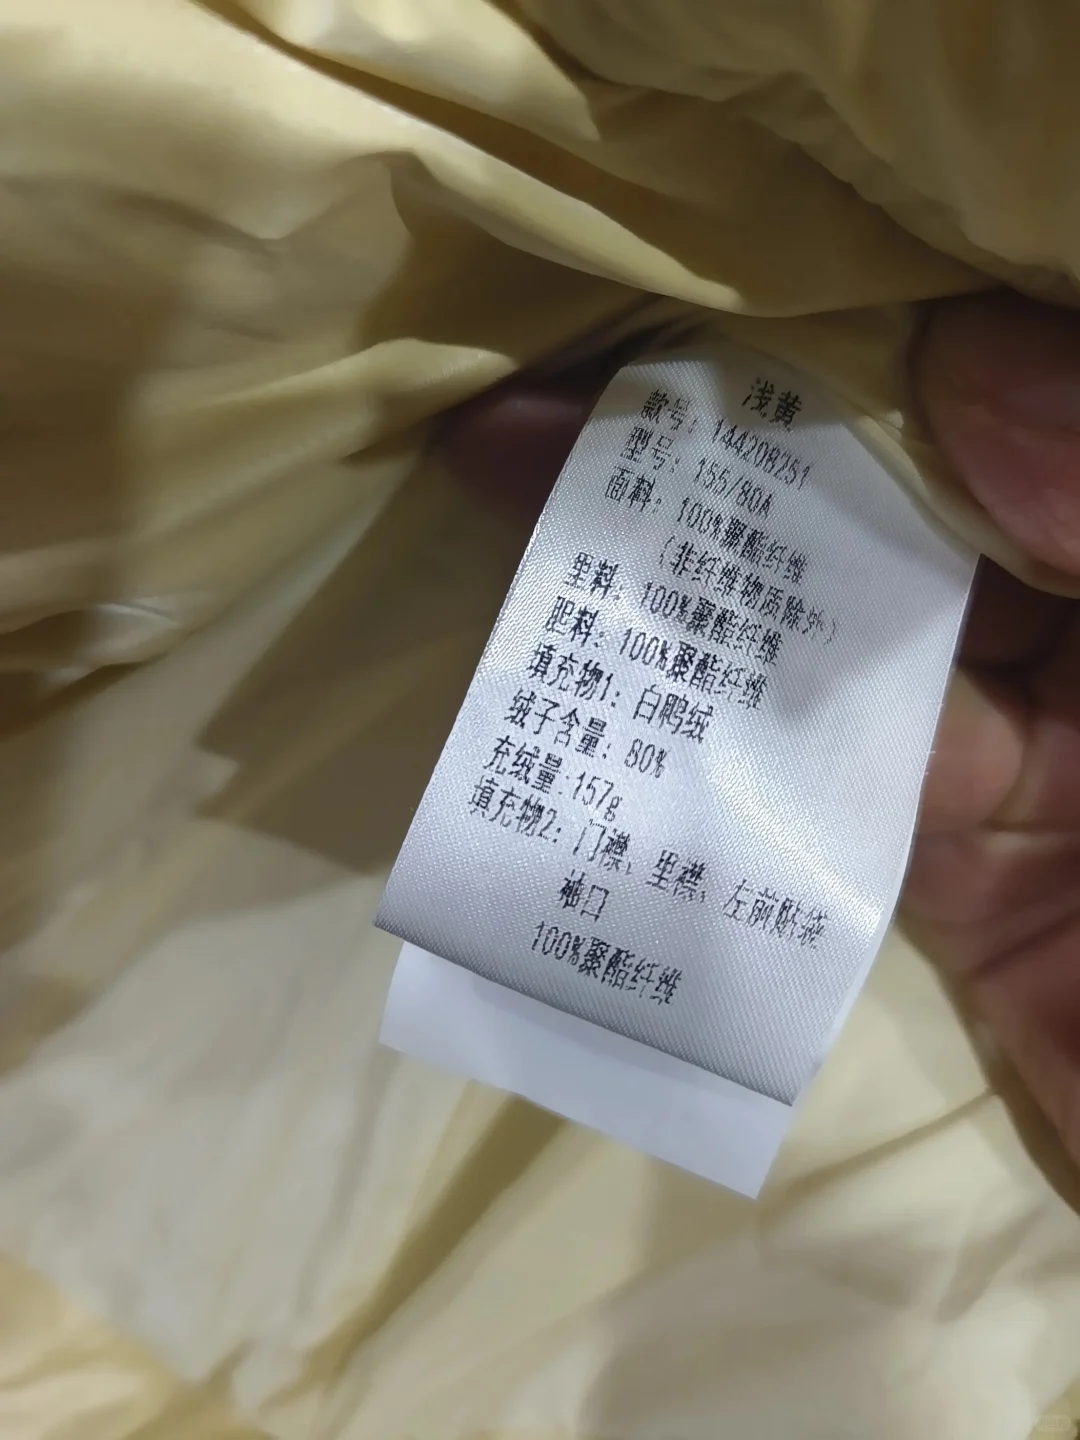 浅黄
款号：144208251
型号：155/80A
面料：100%聚酯纤维
（非纤维物质除外）
里料：100%聚酯纤维
胆料：100%聚酯纤维
填充物1：白鸭绒
绒子含量：80%
充绒量:157g
填充物2：门襟、里襟、左前贴袋
袖口
100%聚酯纤维